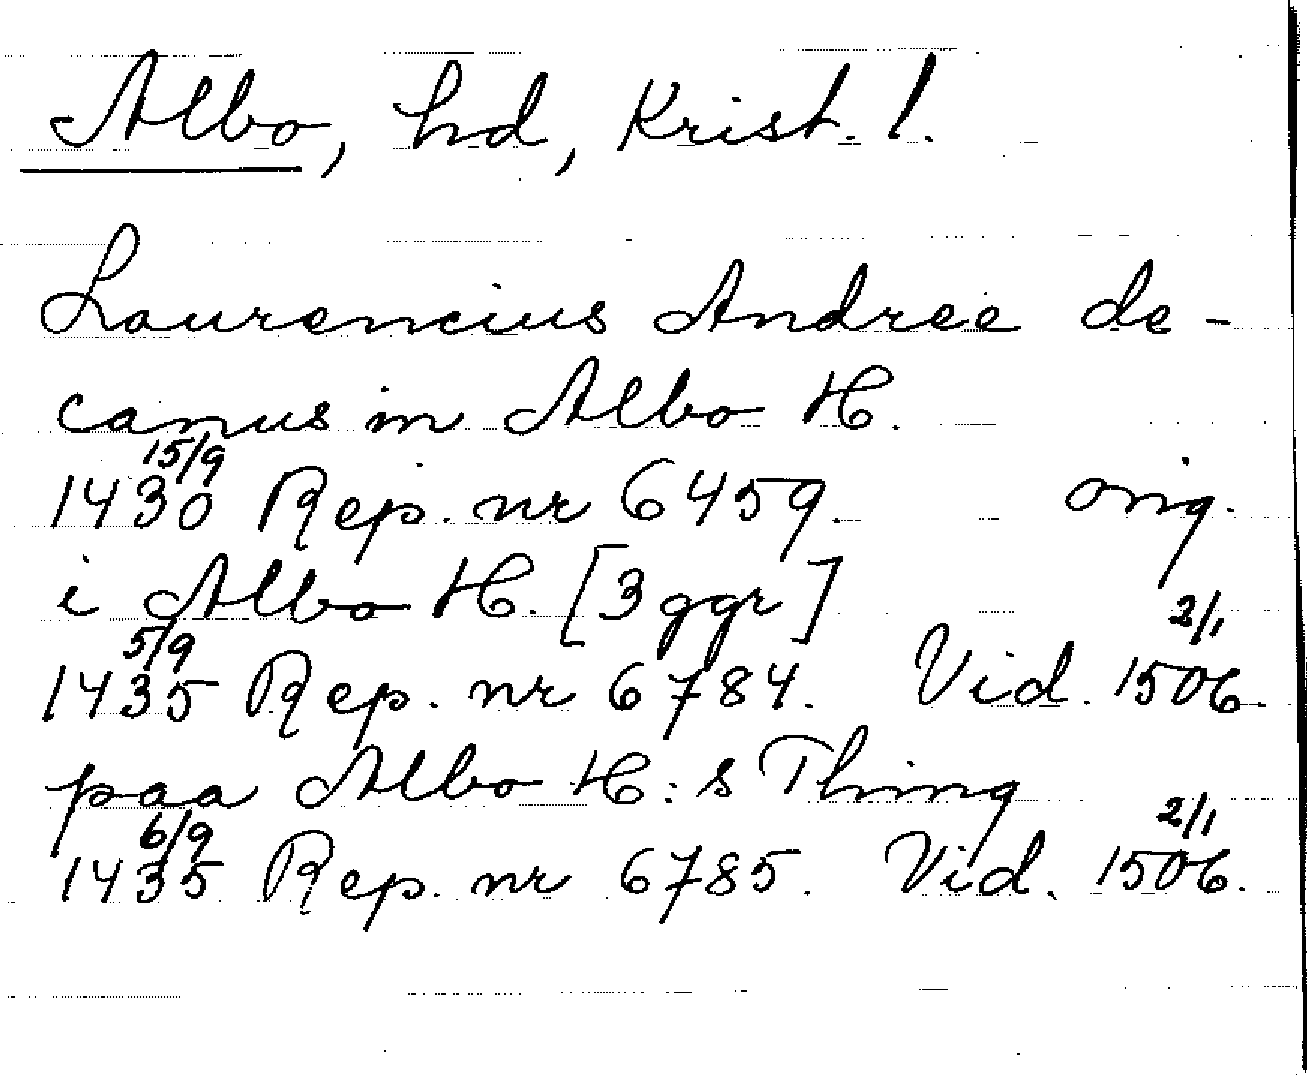 Albo, hd, Krist. l.
Laurencius Andree de-
canus in Albo H.
15/9
1430 Rep. nr 6459. orig.
i Albo H. [3 ggr] 2/1
5/9
1435 Rep. nr 6784. Vid. 1506.
paa Albo H:s Thing
6/9 2/1
1435 Rep. nr 6785. Vid. 1506.